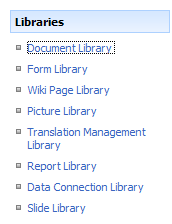 Libraries
Document Library
Form Library
Wiki Page Library
Picture Library
Translation Management
Library
Report Library
Data Connection Library
Slide Library